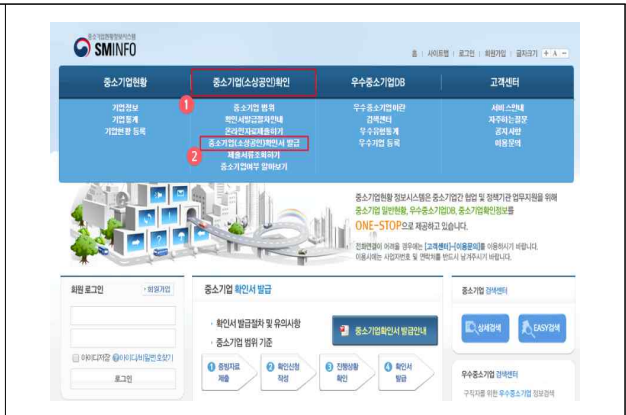 중소기업현황정보시스템
SMINFO
홈 | 사이트맵 | 로그인 | 회원가입 | 글자크기 + A -
중소기업현황
중소기업(소상공인)확인
우수중소기업DB
고객센터
1
기업정보
기업통계
기업현황 등록
중소기업 범위
확인서발급절차안내
온라인자료제출하기
중소기업(소상공인)확인서 발급
2
제출서류조회하기
중소기업여부 알아보기
우수중소기업이란
검색센터
우수유형통계
우수기업 등록
서비스안내
자주하는질문
공지사항
이용문의
중소기업현황 정보시스템은 중소기업간 협업 및 정책기관 업무지원을 위해
중소기업 일반현황, 우수중소기업DB, 중소기업확인정보를
ONE-STOP으로 제공하고 있습니다.
전화연결이 어려울 경우에는 [고객센터]-[이용문의]를 이용하시기 바랍니다.
이용시에는 사업자번호 및 연락처를 반드시 남겨주시기 바랍니다.
회원 로그인
· 회원가입
아이디저장
아이디/비밀번호찾기
로그인
중소기업 확인서 발급
· 확인서 발급절차 및 유의사항
· 중소기업 범위 기준
중소기업확인서 발급안내
1 증빙자료 제출
2 확인신청 작성
3 진행상황 확인
4 확인서 발급
중소기업 검색센터
상세검색
EASY검색
우수중소기업 검색센터
구직자를 위한 우수중소기업 정보검색